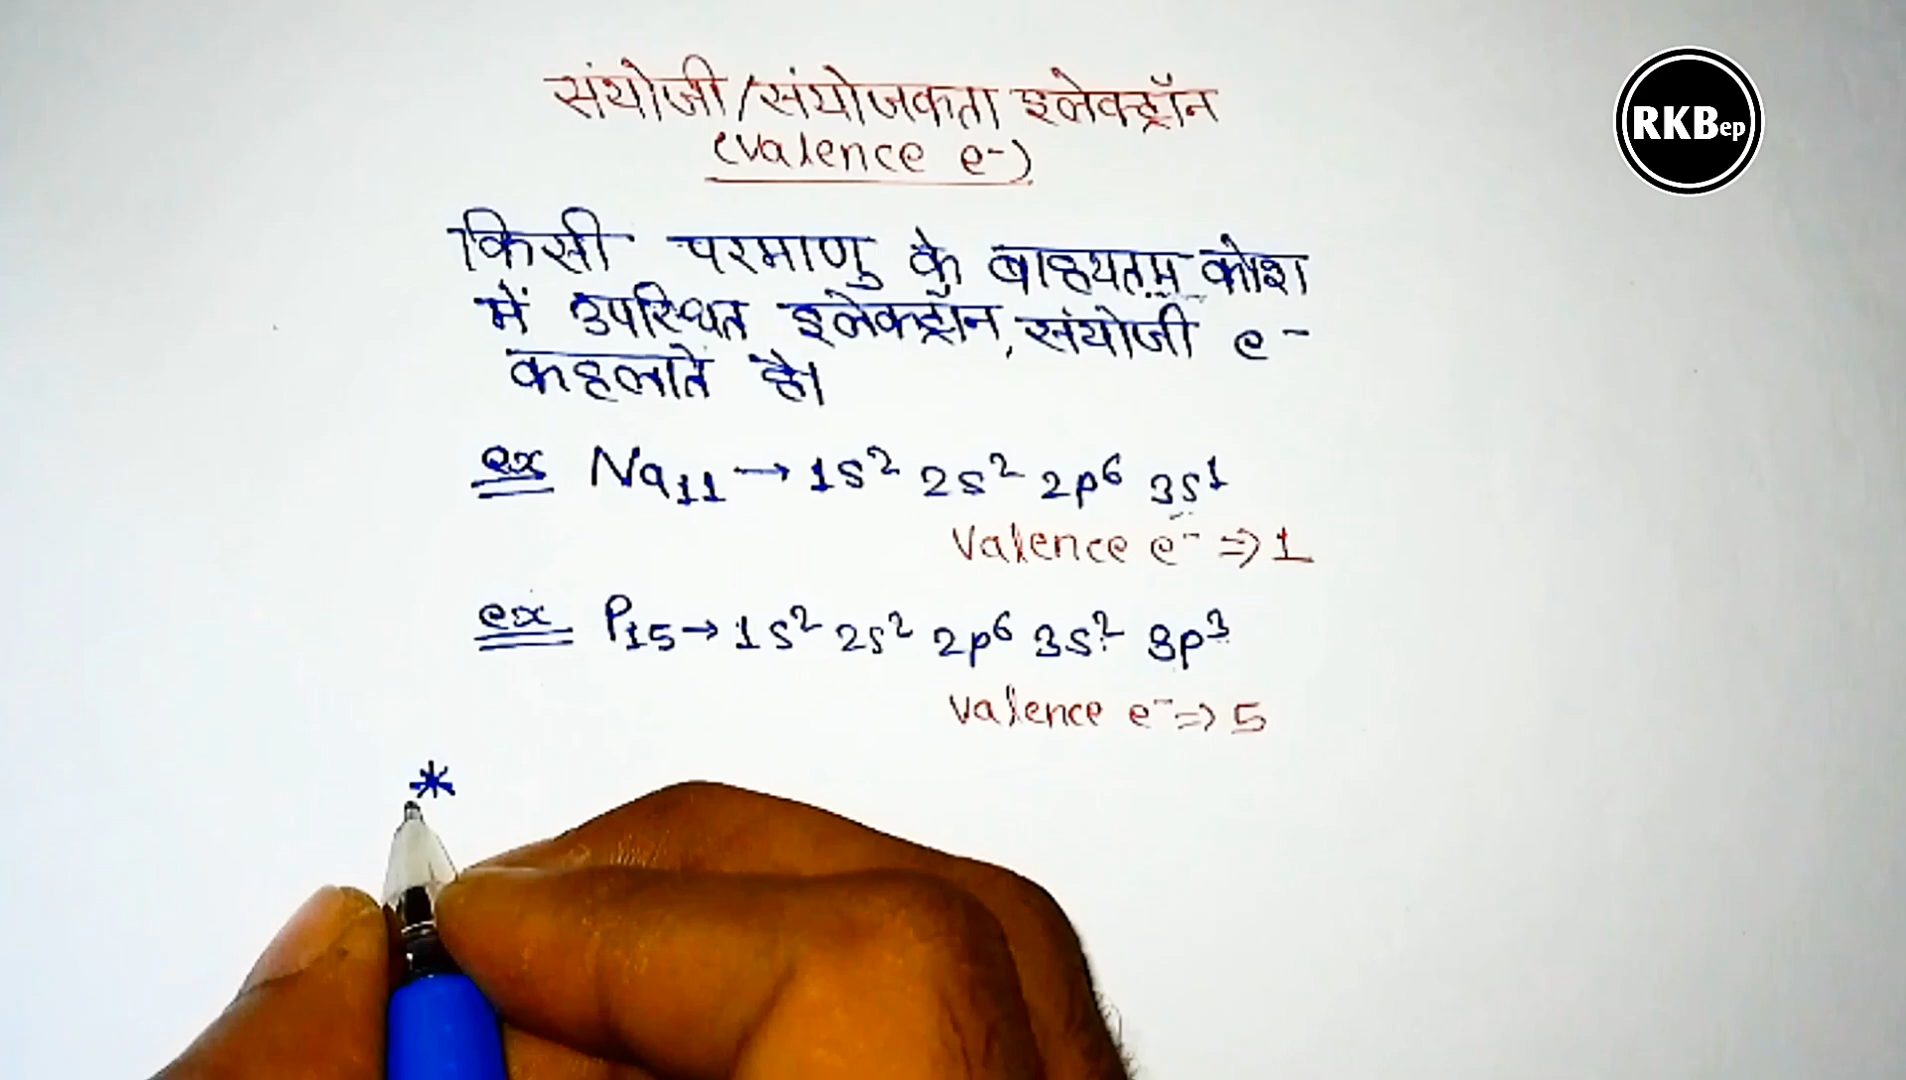 संयोजी/संयोजकता इलेक्ट्रॉन
(valence e⁻)
RKBep
किसी परमाणु के बाह्यतम कोश
में उपस्थित इलेक्ट्रॉन, संयोजी e⁻
कहलाते है।
ex Na₁₁ → 1s² 2s² 2p⁶ 3s¹
Valence e⁻ ⇒ 1
ex P₁₅ → 1s² 2s² 2p⁶ 3s² 3p³
Valence e⁻ ⇒ 5
*